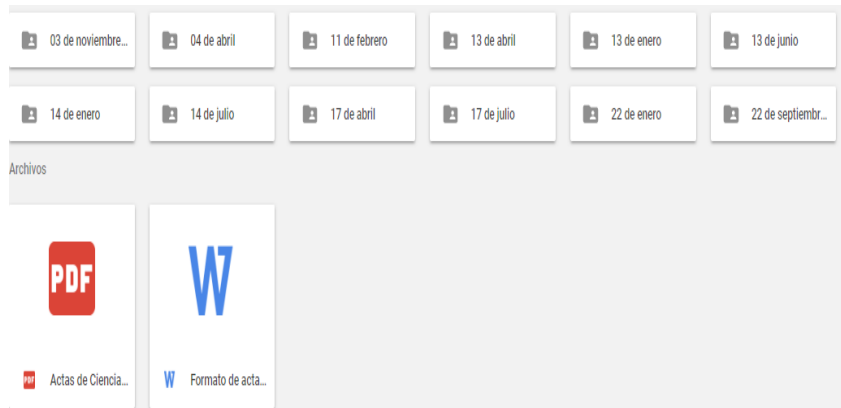 03 de noviembre...
04 de abril
11 de febrero
13 de abril
13 de enero
13 de junio
14 de enero
14 de julio
17 de abril
17 de julio
22 de enero
22 de septiembr...
Archivos
PDF
W
PDF Actas de Ciencia...
W Formato de acta...